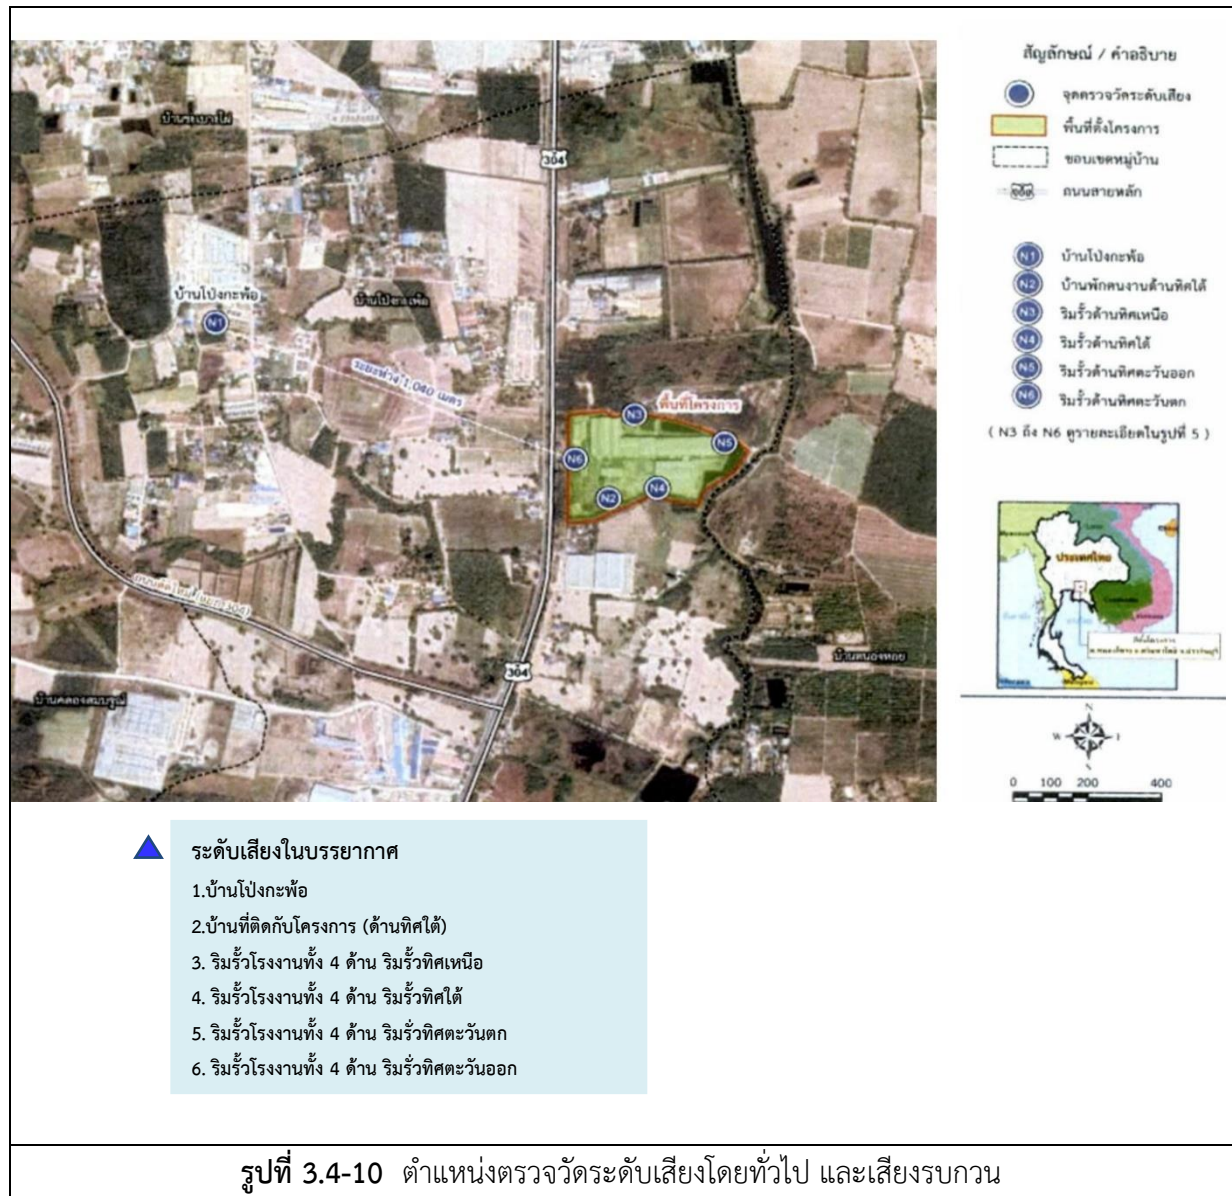 บ้านโป่งกะพ้อ
N1
304
ระยะห่าง 1,040 เมตร
พื้นที่โครงการ
N3
N5
N6
N2
N4
304
บ้านหนองหอย
บ้านคลองสมบูรณ์
สัญลักษณ์ / คำอธิบาย
จุดตรวจวัดระดับเสียง
พื้นที่ตั้งโครงการ
ขอบเขตหมู่บ้าน
ถนนสายหลัก
N1 บ้านโป่งกะพ้อ
N2 บ้านพักคนงานด้านทิศใต้
N3 ริมรั้วด้านทิศเหนือ
N4 ริมรั้วด้านทิศใต้
N5 ริมรั้วด้านทิศตะวันออก
N6 ริมรั้วด้านทิศตะวันตก
( N3 ถึง N6 ดูรายละเอียดในรูปที่ 5 )
ประเทศไทย
N
W
S
0 100 200 400
ระดับเสียงในบรรยากาศ
1.บ้านโป่งกะพ้อ
2.บ้านที่ติดกับโครงการ (ด้านทิศใต้)
3. ริมรั้วโรงงานทั้ง 4 ด้าน ริมรั้วทิศเหนือ
4. ริมรั้วโรงงานทั้ง 4 ด้าน ริมรั้วทิศใต้
5. ริมรั้วโรงงานทั้ง 4 ด้าน ริมรั่วทิศตะวันตก
6. ริมรั้วโรงงานทั้ง 4 ด้าน ริมรั่วทิศตะวันออก
รูปที่ 3.4-10 ตำแหน่งตรวจวัดระดับเสียงโดยทั่วไป และเสียงรบกวน